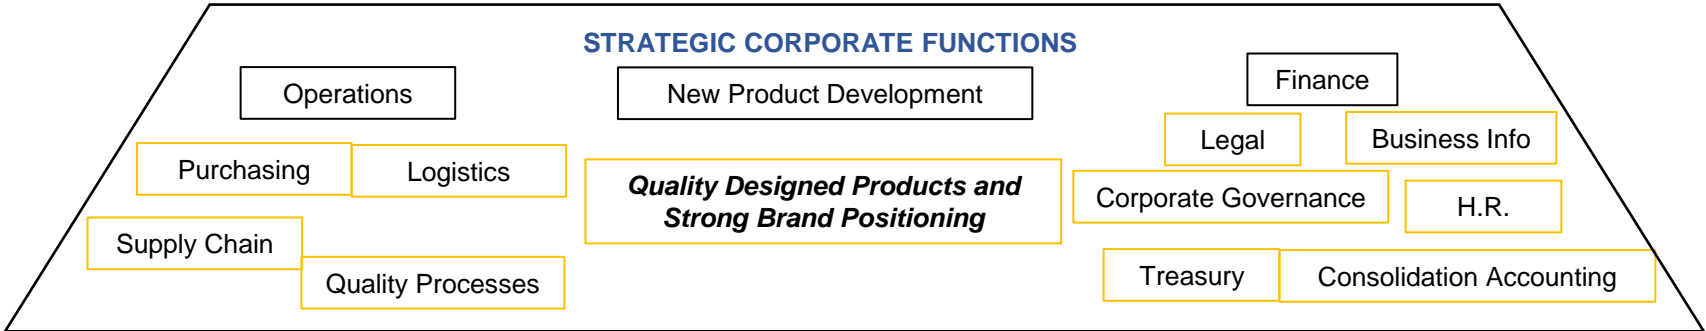 STRATEGIC CORPORATE FUNCTIONS
Operations
New Product Development
Finance
Purchasing
Logistics
Supply Chain
Quality Processes
Quality Designed Products and
Strong Brand Positioning
Legal
Business Info
Corporate Governance
H.R.
Treasury
Consolidation Accounting